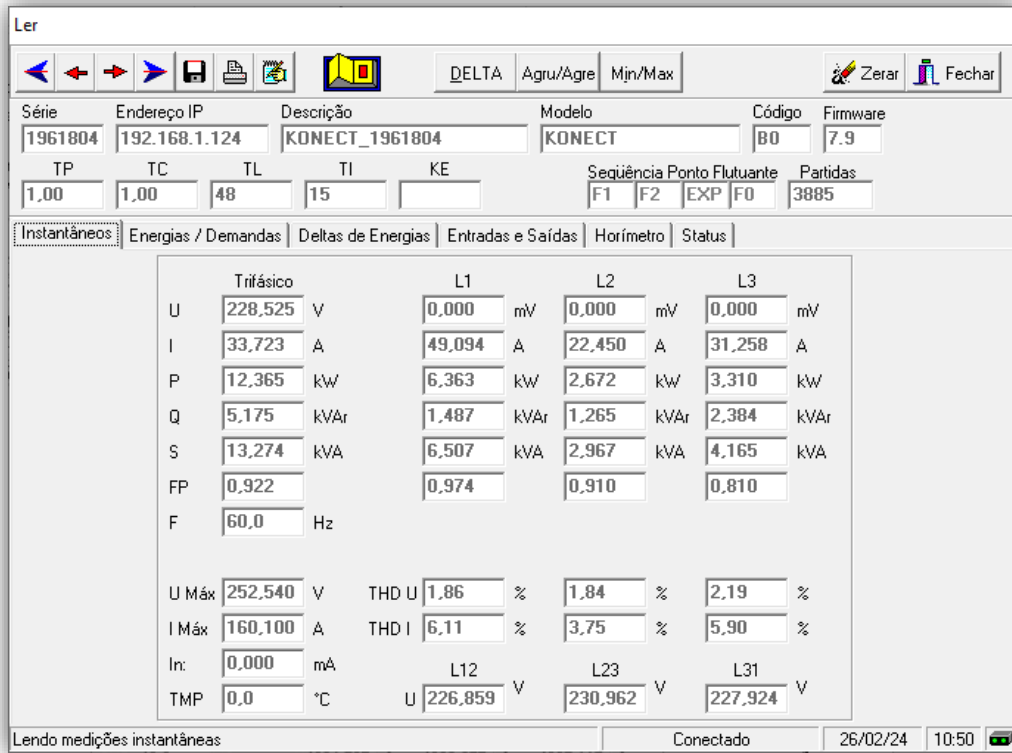 Ler
DELTA Agru/Agre Min/Max Zerar Fechar
Série Endereço IP Descrição Modelo Código Firmware
1961804 192.168.1.124 KONECT_1961804 KONECT B0 7.9
TP TC TL TI KE Seqüência Ponto Flutuante Partidas
1,00 1,00 48 15 F1 F2 EXP F0 3885
Instantâneos Energias / Demandas Deltas de Energias Entradas e Saídas Horímetro Status
Trifásico L1 L2 L3
U 228,525 V 0,000 mV 0,000 mV 0,000 mV
I 33,723 A 49,094 A 22,450 A 31,258 A
P 12,365 kW 6,363 kW 2,672 kW 3,310 kW
Q 5,175 kVAr 1,487 kVAr 1,265 kVAr 2,384 kVAr
S 13,274 kVA 6,507 kVA 2,967 kVA 4,165 kVA
FP 0,922 0,974 0,910 0,810
F 60,0 Hz
U Máx 252,540 V THD U 1,86 % 1,84 % 2,19 %
I Máx 160,100 A THD I 6,11 % 3,75 % 5,90 %
In: 0,000 mA L12 L23 L31
TMP 0,0 °C U 226,859 V 230,962 V 227,924 V
Lendo medições instantâneas Conectado 26/02/24 10:50